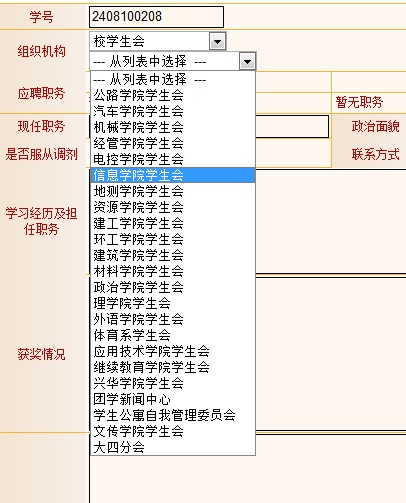 学号 2408100208
组织机构 校学生会
--- 从列表中选择 ---
--- 从列表中选择 ---
应聘职务
公路学院学生会
汽车学院学生会 暂无职务
现任职务 机械学院学生会 政治面貌
经管学院学生会
是否服从调剂 电控学院学生会 联系方式
信息学院学生会
地测学院学生会
资源学院学生会
学习经历及担
任职务
建工学院学生会
环工学院学生会
建筑学院学生会
材料学院学生会
政治学院学生会
理学院学生会
外语学院学生会
体育系学生会
获奖情况 应用技术学院学生会
继续教育学院学生会
兴华学院学生会
团学新闻中心
学生公寓自我管理委员会
文传学院学生会
大四分会